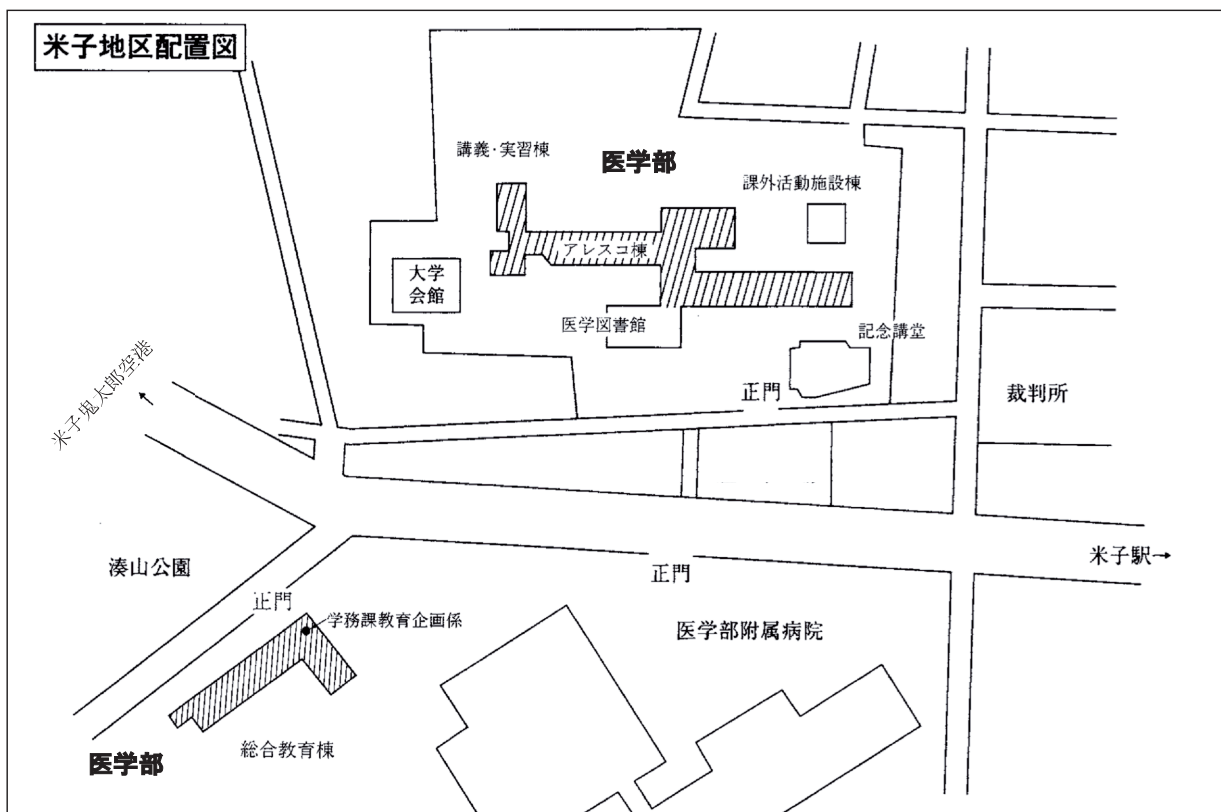 米子地区配置図
講義・実習棟
医学部
課外活動施設棟
アレスコ棟
大学
会館
医学図書館
記念講堂
正門
裁判所
米子鬼太郎空港
↑
米子駅→
湊山公園
正門
正門
学務課教育企画係
医学部附属病院
総合教育棟
医学部